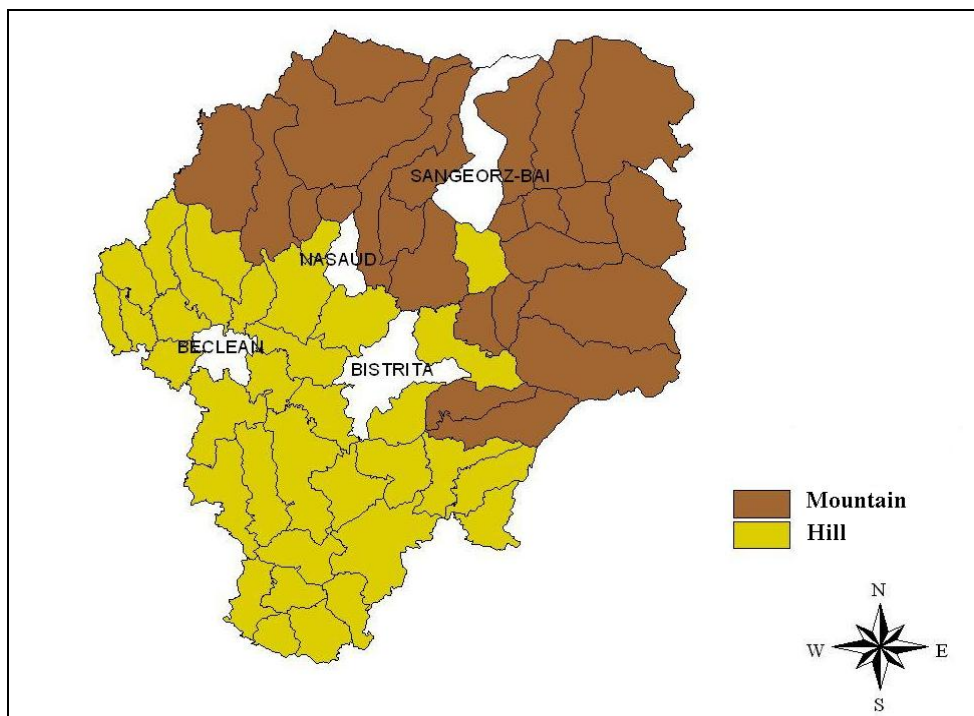 SANGEORZ-BAI
NASAUD
BECLEAN
BISTRITA
Mountain
Hill
N
W
E
S